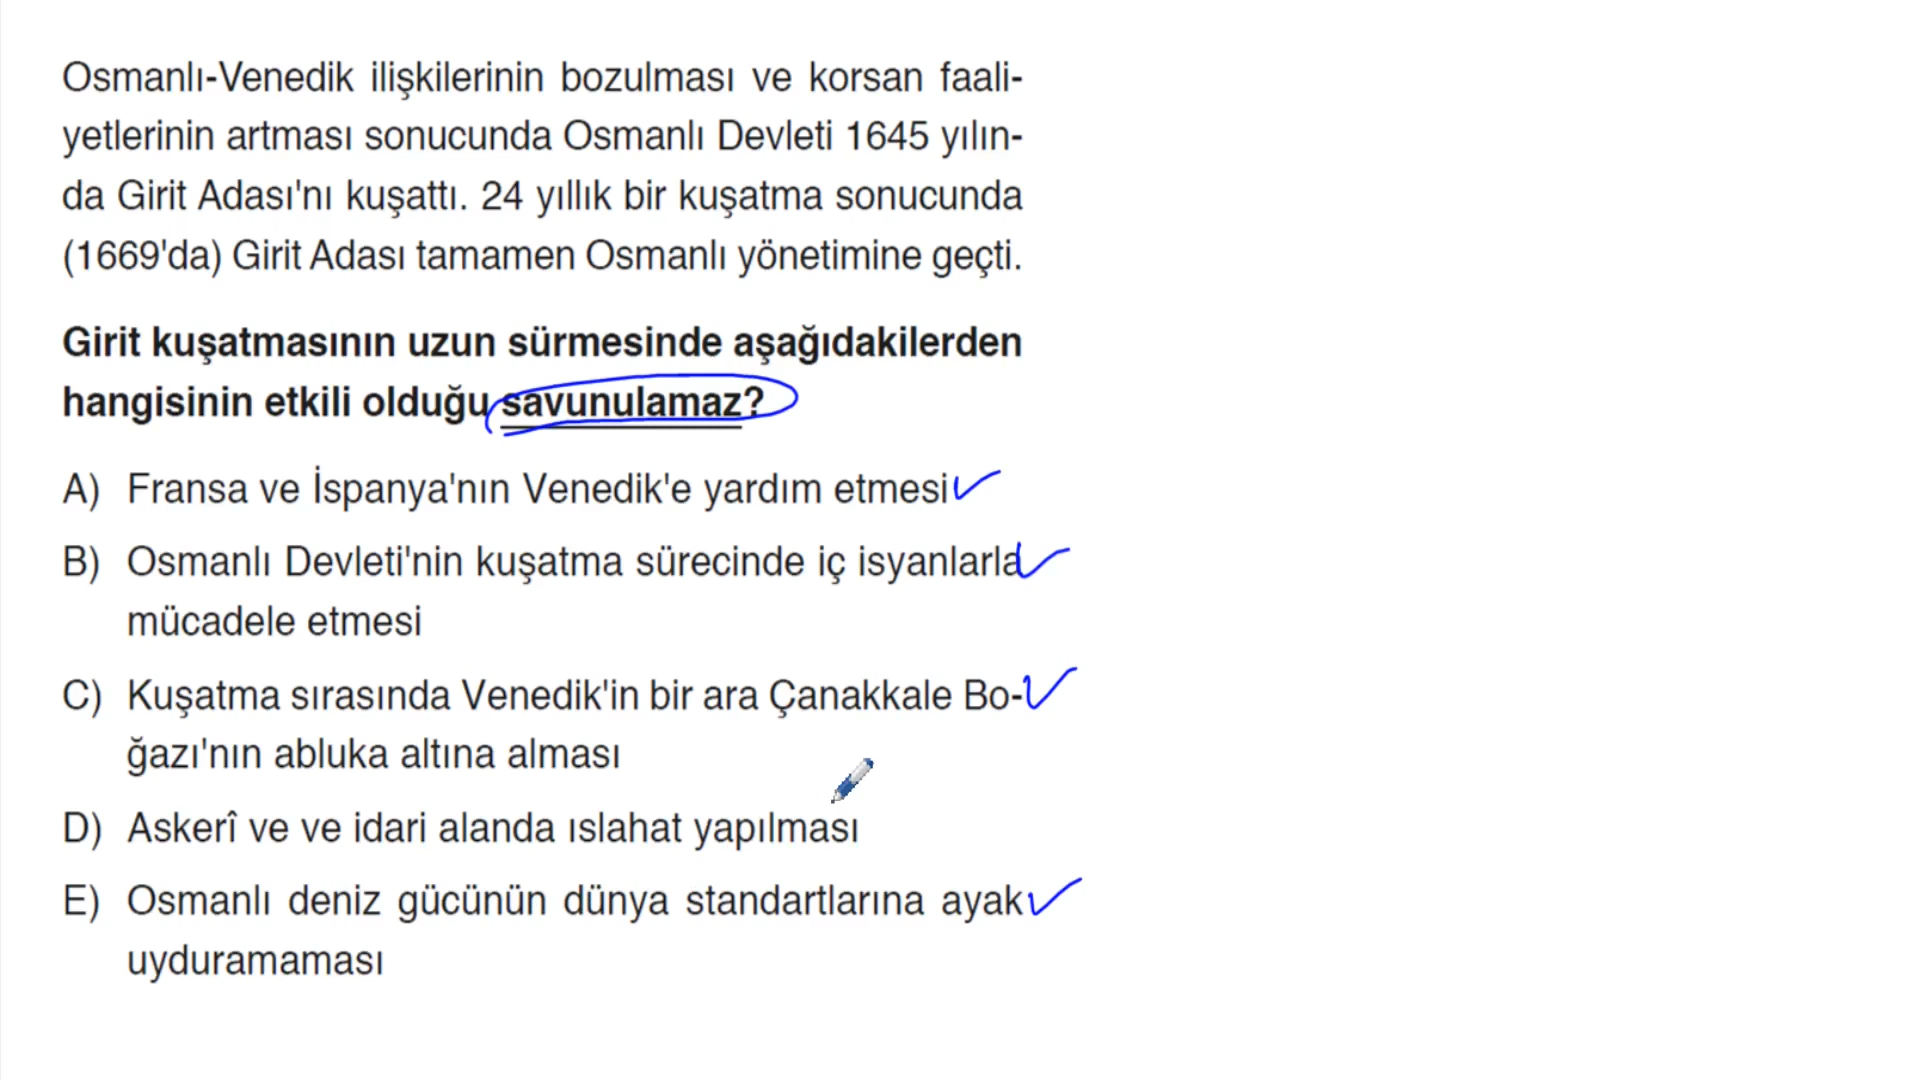 Osmanlı-Venedik ilişkilerinin bozulması ve korsan faali-
yetlerinin artması sonucunda Osmanlı Devleti 1645 yılın-
da Girit Adası'nı kuşattı. 24 yıllık bir kuşatma sonucunda
(1669'da) Girit Adası tamamen Osmanlı yönetimine geçti.
Girit kuşatmasının uzun sürmesinde aşağıdakilerden
hangisinin etkili olduğu savunulamaz?
A) Fransa ve İspanya'nın Venedik'e yardım etmesi
B) Osmanlı Devleti'nin kuşatma sürecinde iç isyanlarla
mücadele etmesi
C) Kuşatma sırasında Venedik'in bir ara Çanakkale Bo-
ğazı'nın abluka altına alması
D) Askerî ve ve idari alanda ıslahat yapılması
E) Osmanlı deniz gücünün dünya standartlarına ayak
uyduramaması